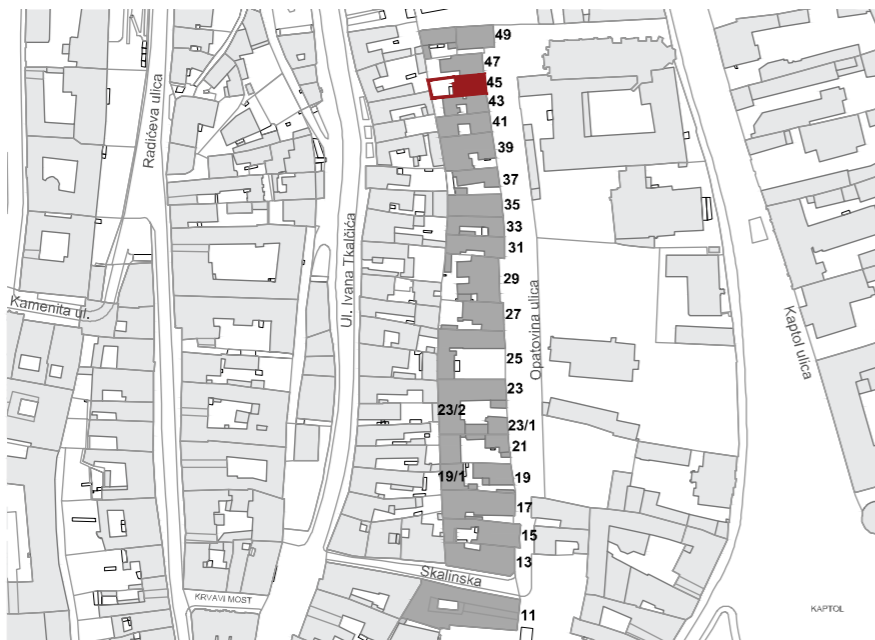 49
47
45
43
41
39
37
35
33
31
29
27
25
23
23/2
23/1
21
19/1
19
17
15
13
11
Radićeva ulica
Kamenita ul.
Ul. Ivana Tkalčića
Opatovina ulica
Kaptol ulica
Skalinska
KRVAVI MOST
KAPTOL